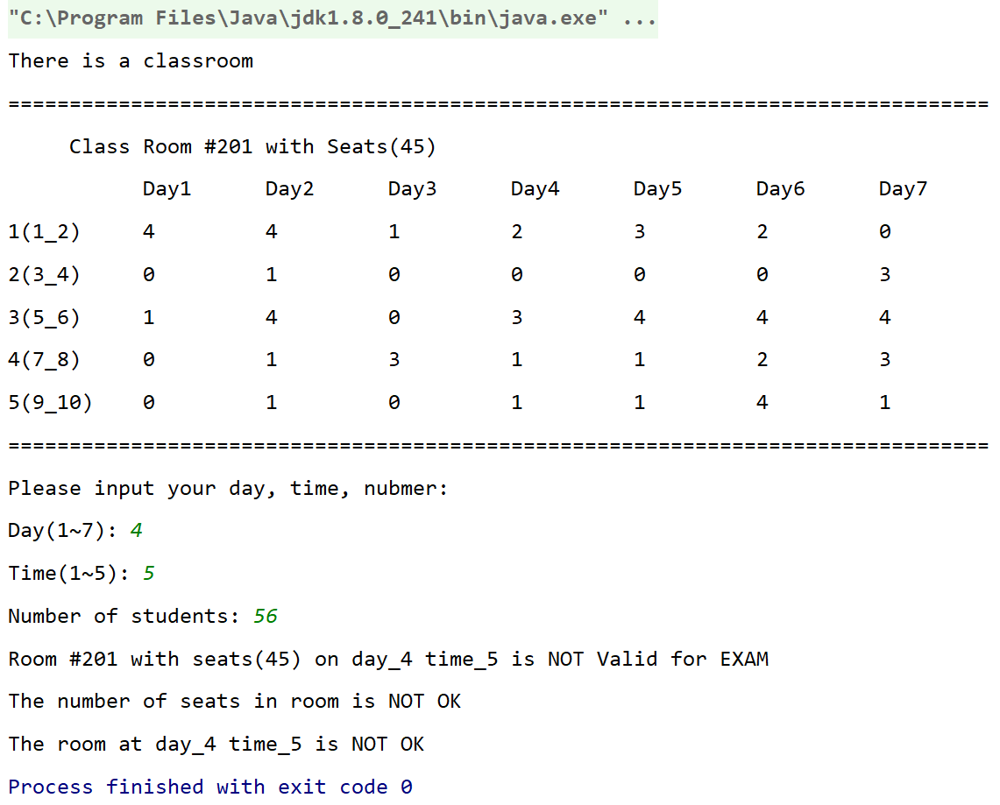 "C:\Program Files\Java\jdk1.8.0_241\bin\java.exe" ...
There is a classroom
================================================================================
Class Room #201 with Seats(45)
Day1 Day2 Day3 Day4 Day5 Day6 Day7
1(1_2) 4 4 1 2 3 2 0
2(3_4) 0 1 0 0 0 0 3
3(5_6) 1 4 0 3 4 4 4
4(7_8) 0 1 3 1 1 2 3
5(9_10) 0 1 0 1 1 4 1
================================================================================
Please input your day, time, nubmer:
Day(1~7): 4
Time(1~5): 5
Number of students: 56
Room #201 with seats(45) on day_4 time_5 is NOT Valid for EXAM
The number of seats in room is NOT OK
The room at day_4 time_5 is NOT OK
Process finished with exit code 0